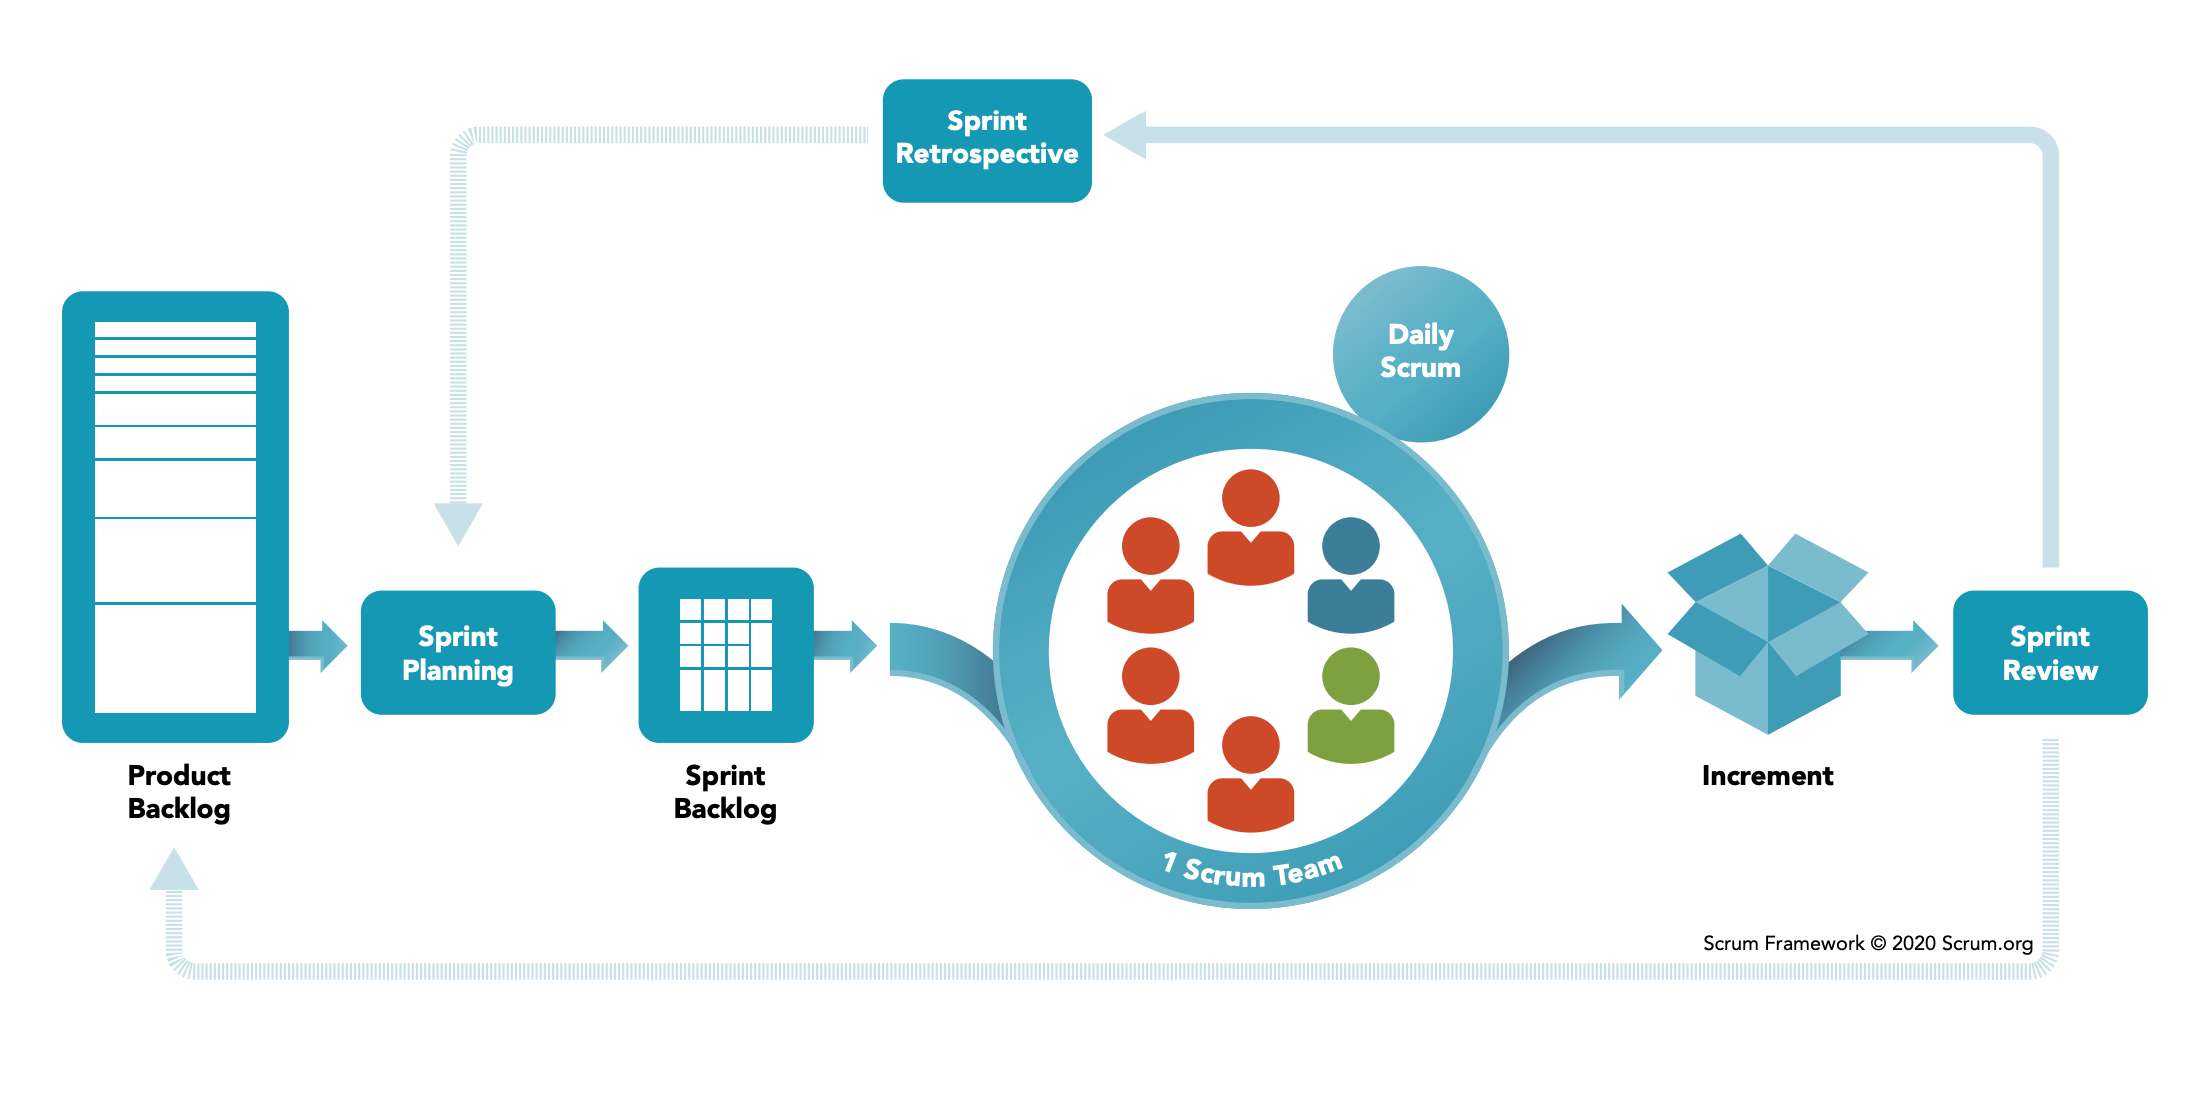 Sprint
Retrospective
Daily
Scrum
Sprint
Planning
Sprint
Review
Product
Backlog
Sprint
Backlog
Increment
1 Scrum Team
Scrum Framework © 2020 Scrum.org